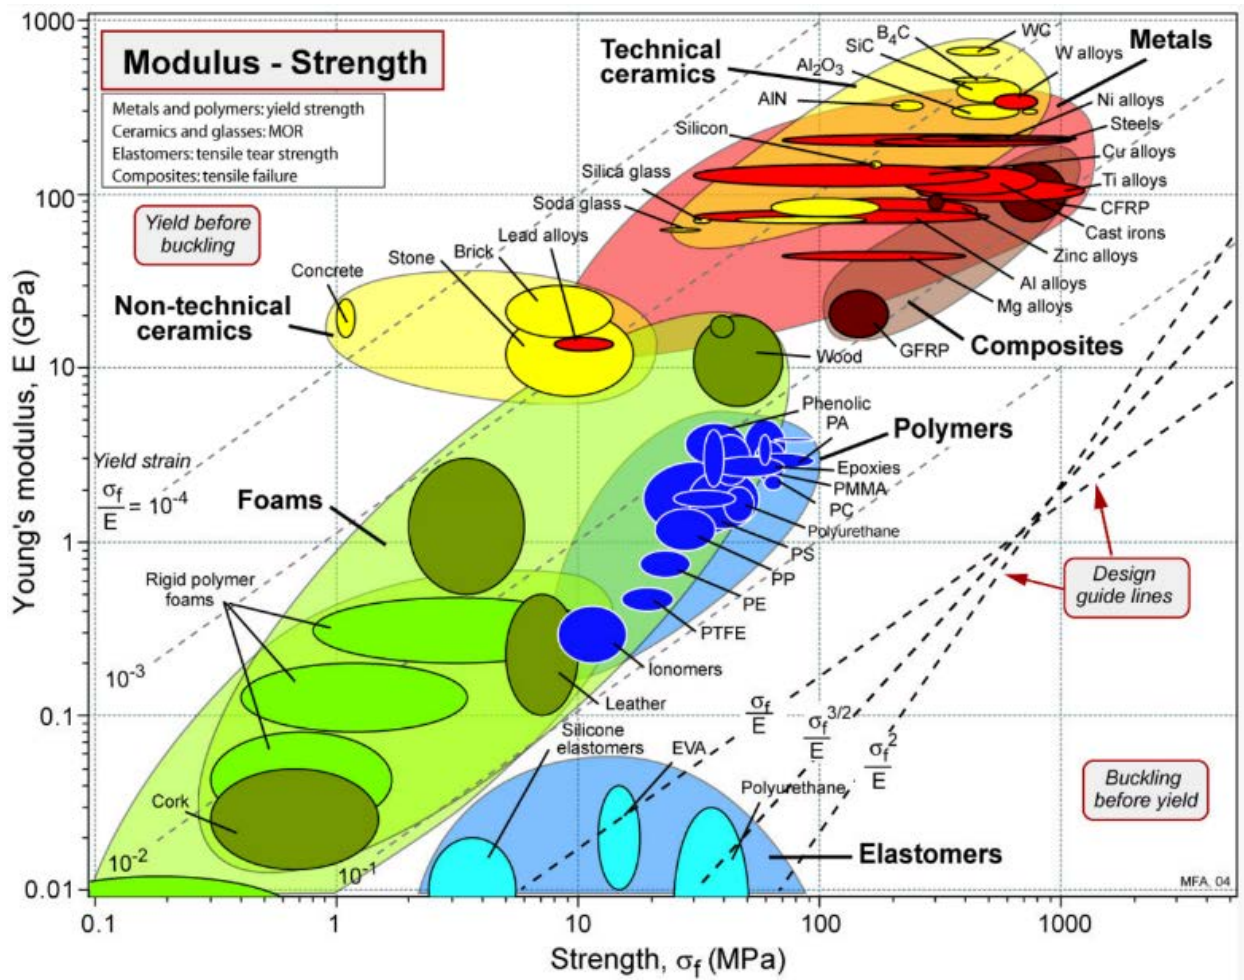 Modulus - Strength
Metals and polymers: yield strength
Ceramics and glasses: MOR
Elastomers: tensile tear strength
Composites: tensile failure
Technical
ceramics
Metals
B4C
WC
SiC
W alloys
Al2O3
AlN
Ni alloys
Steels
Silicon
Cu alloys
Silica glass
Ti alloys
Soda glass
CFRP
Cast irons
Zinc alloys
Al alloys
Mg alloys
Yield before
buckling
Lead alloys
Brick
Stone
Concrete
Non-technical
ceramics
GFRP
Composites
Wood
Phenolic
PA
Polymers
Epoxies
PMMA
PC
Polyurethane
PS
PP
PE
PTFE
Ionomers
Leather
Yield strain
σf
E = 10-4
Foams
Rigid polymer
foams
Design
guide lines
10-3
σf
E
σf3/2
E
σf2
E
Silicone
elastomers
EVA
Polyurethane
Buckling
before yield
Cork
10-2
10-1
Elastomers
MFA, 04
1000
100
10
1
0.1
0.01
Young's modulus, E (GPa)
0.1
1
10
100
1000
Strength, σf (MPa)